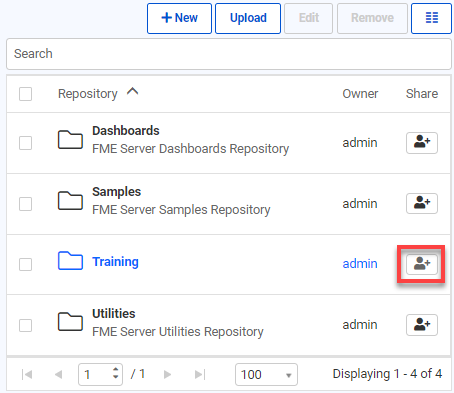 + New Upload Edit Remove
Search
Repository Owner Share
Dashboards
FME Server Dashboards Repository admin
Samples
FME Server Samples Repository admin
Training admin
Utilities
FME Server Utilities Repository admin
1 / 1 100 Displaying 1 - 4 of 4